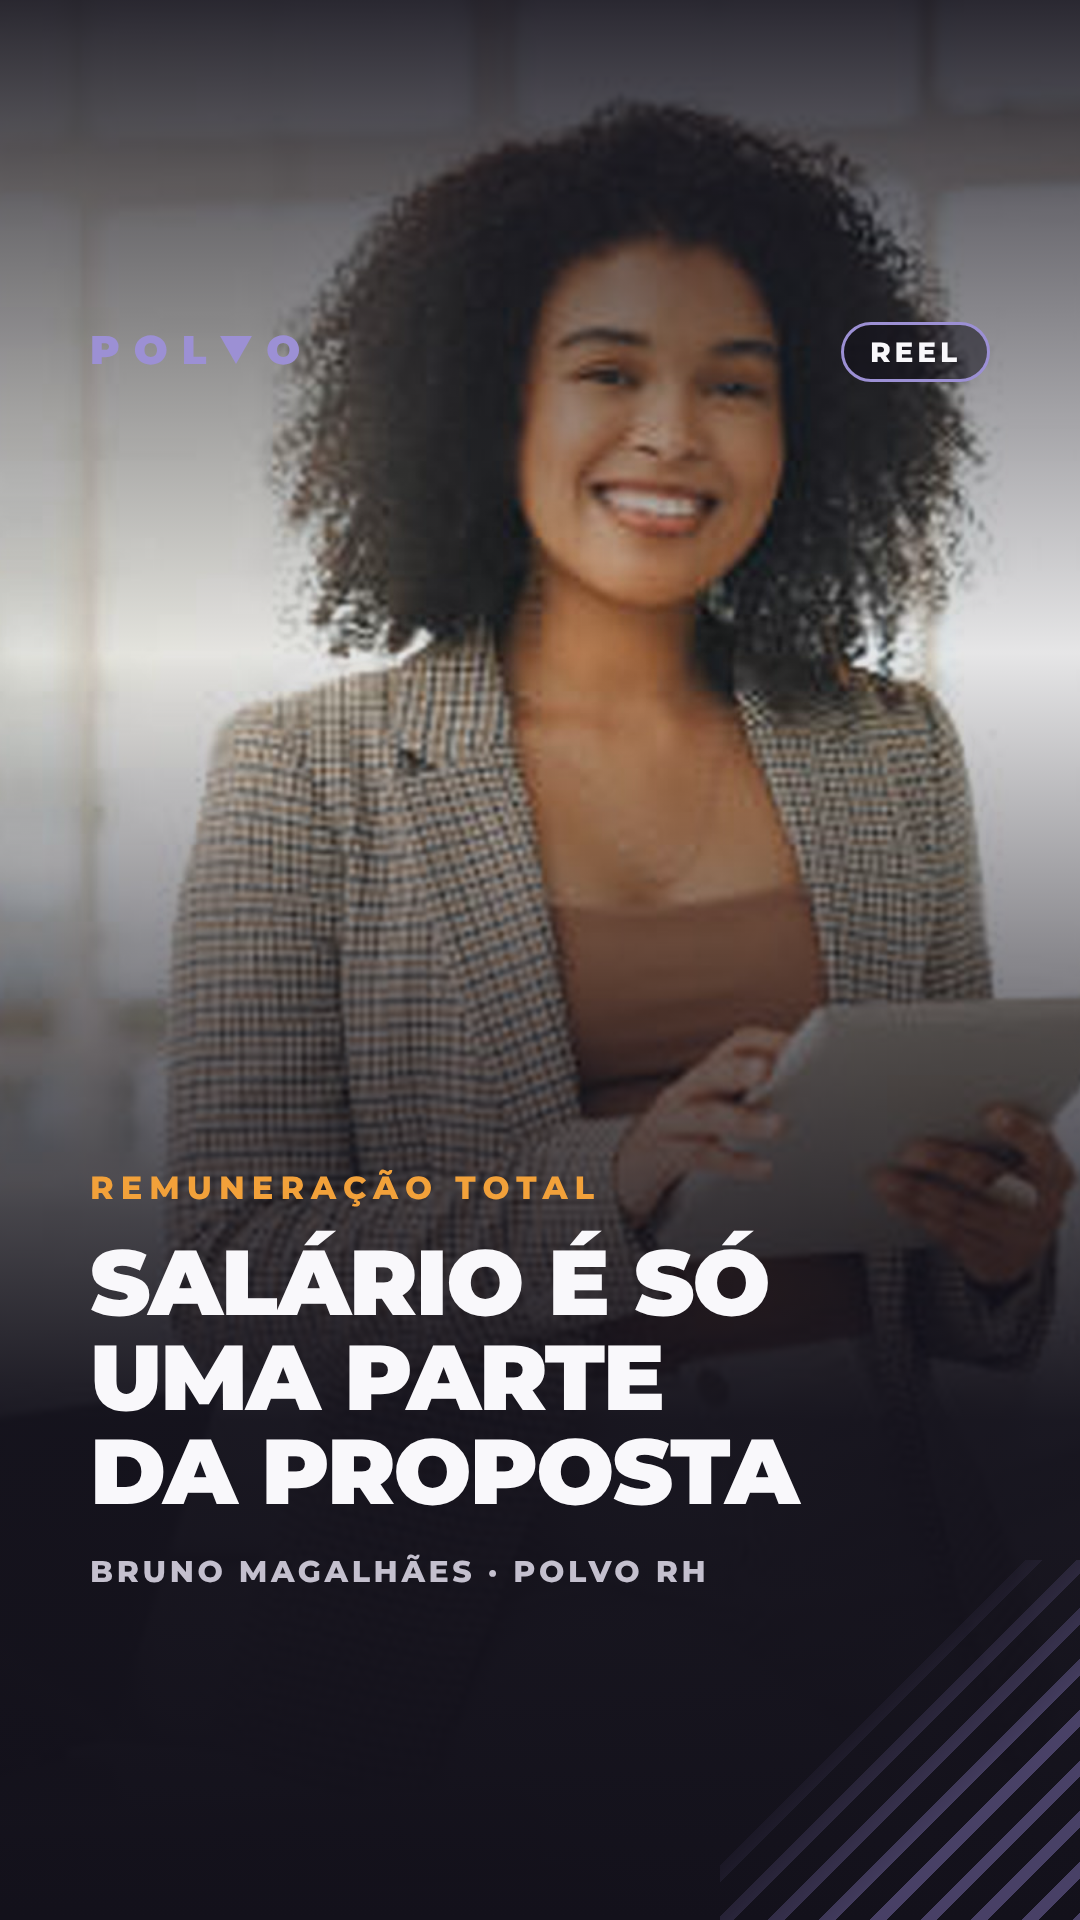 POLVO
REEL
REMUNERAÇÃO TOTAL
SALÁRIO É SÓ
UMA PARTE
DA PROPOSTA
BRUNO MAGALHÃES · POLVO RH